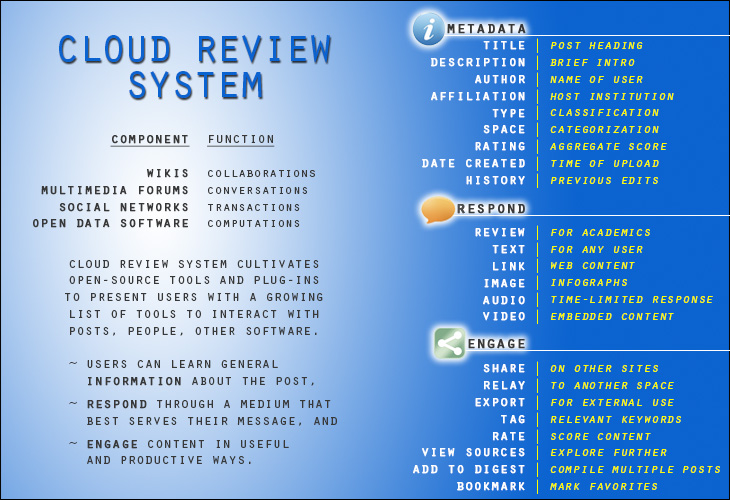 CLOUD REVIEW
SYSTEM
COMPONENT FUNCTION
WIKIS COLLABORATIONS
MULTIMEDIA FORUMS CONVERSATIONS
SOCIAL NETWORKS TRANSACTIONS
OPEN DATA SOFTWARE COMPUTATIONS
CLOUD REVIEW SYSTEM CULTIVATES
OPEN-SOURCE TOOLS AND PLUG-INS
TO PRESENT USERS WITH A GROWING
LIST OF TOOLS TO INTERACT WITH
POSTS, PEOPLE, OTHER SOFTWARE.
~ USERS CAN LEARN GENERAL
INFORMATION ABOUT THE POST,
~ RESPOND THROUGH A MEDIUM THAT
BEST SERVES THEIR MESSAGE, AND
~ ENGAGE CONTENT IN USEFUL
AND PRODUCTIVE WAYS.
i METADATA
TITLE POST HEADING
DESCRIPTION BRIEF INTRO
AUTHOR NAME OF USER
AFFILIATION HOST INSTITUTION
TYPE CLASSIFICATION
SPACE CATEGORIZATION
RATING AGGREGATE SCORE
DATE CREATED TIME OF UPLOAD
HISTORY PREVIOUS EDITS
RESPOND
REVIEW FOR ACADEMICS
TEXT FOR ANY USER
LINK WEB CONTENT
IMAGE INFOGRAPHS
AUDIO TIME-LIMITED RESPONSE
VIDEO EMBEDDED CONTENT
ENGAGE
SHARE ON OTHER SITES
RELAY TO ANOTHER SPACE
EXPORT FOR EXTERNAL USE
TAG RELEVANT KEYWORDS
RATE SCORE CONTENT
VIEW SOURCES EXPLORE FURTHER
ADD TO DIGEST COMPILE MULTIPLE POSTS
BOOKMARK MARK FAVORITES